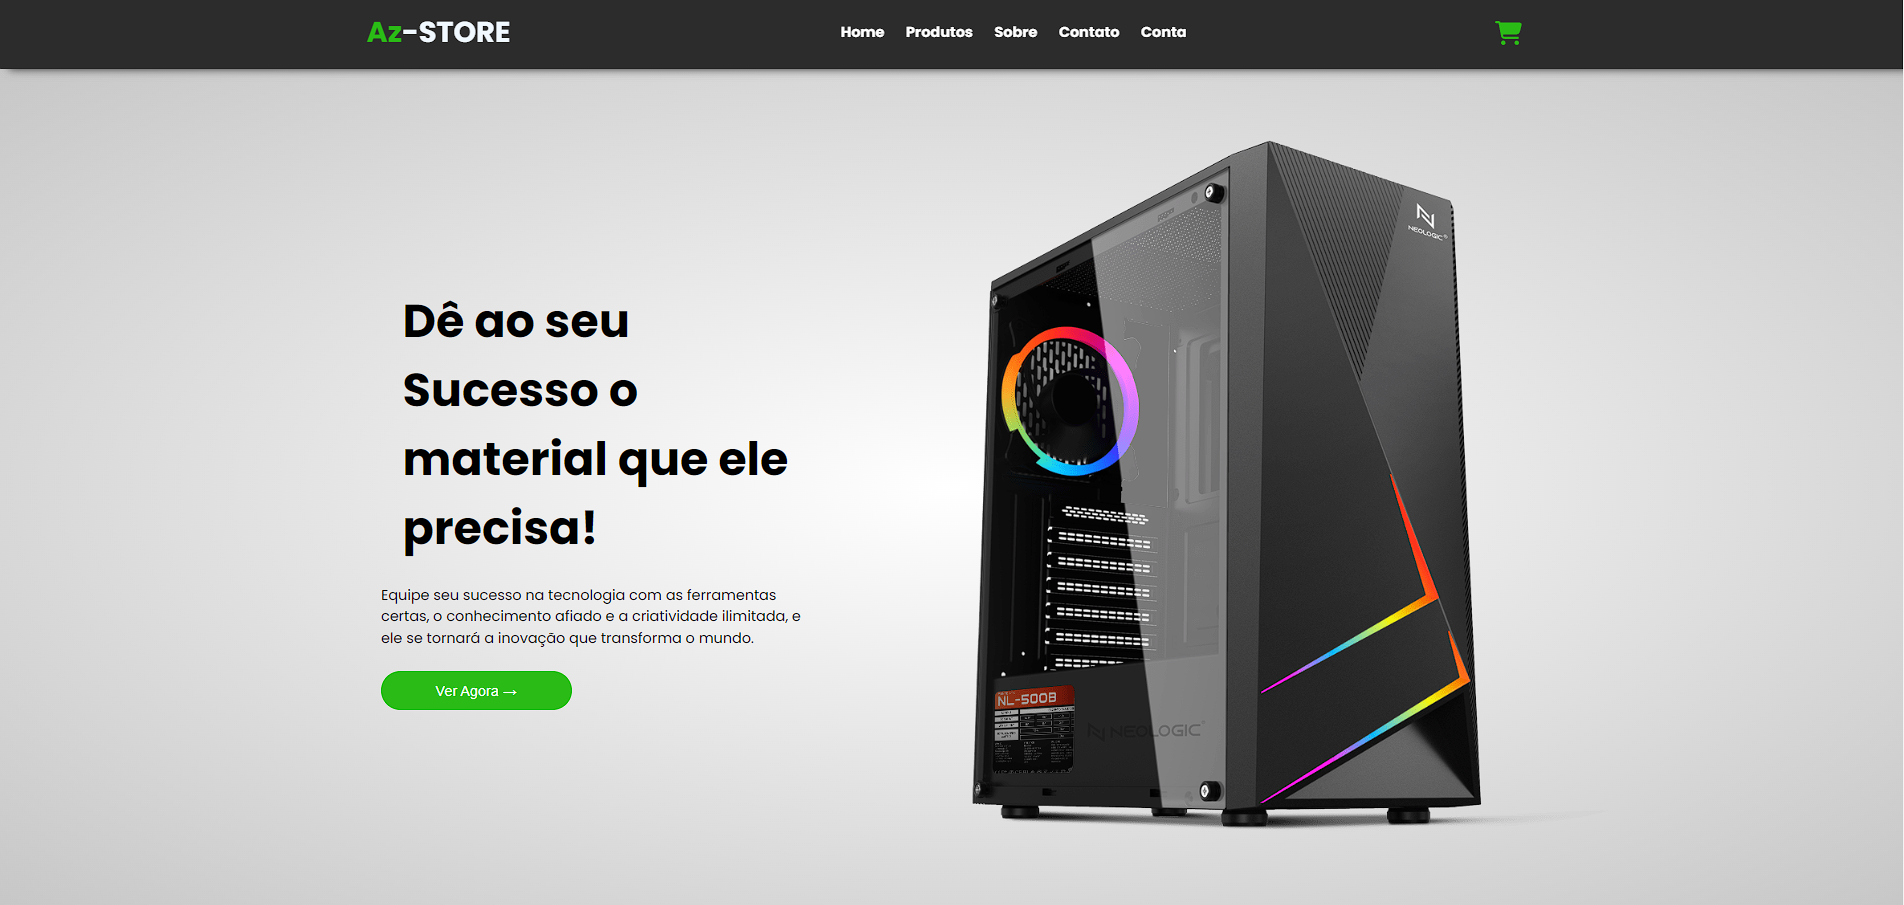 Az-STORE
Home Produtos Sobre Contato Conta
Dê ao seu
Sucesso o
material que ele
precisa!
Equipe seu sucesso na tecnologia com as ferramentas
certas, o conhecimento afiado e a criatividade ilimitada, e
ele se tornará a inovação que transforma o mundo.
Ver Agora →
NEOLOGIC
NL-500B
NEOLOGIC